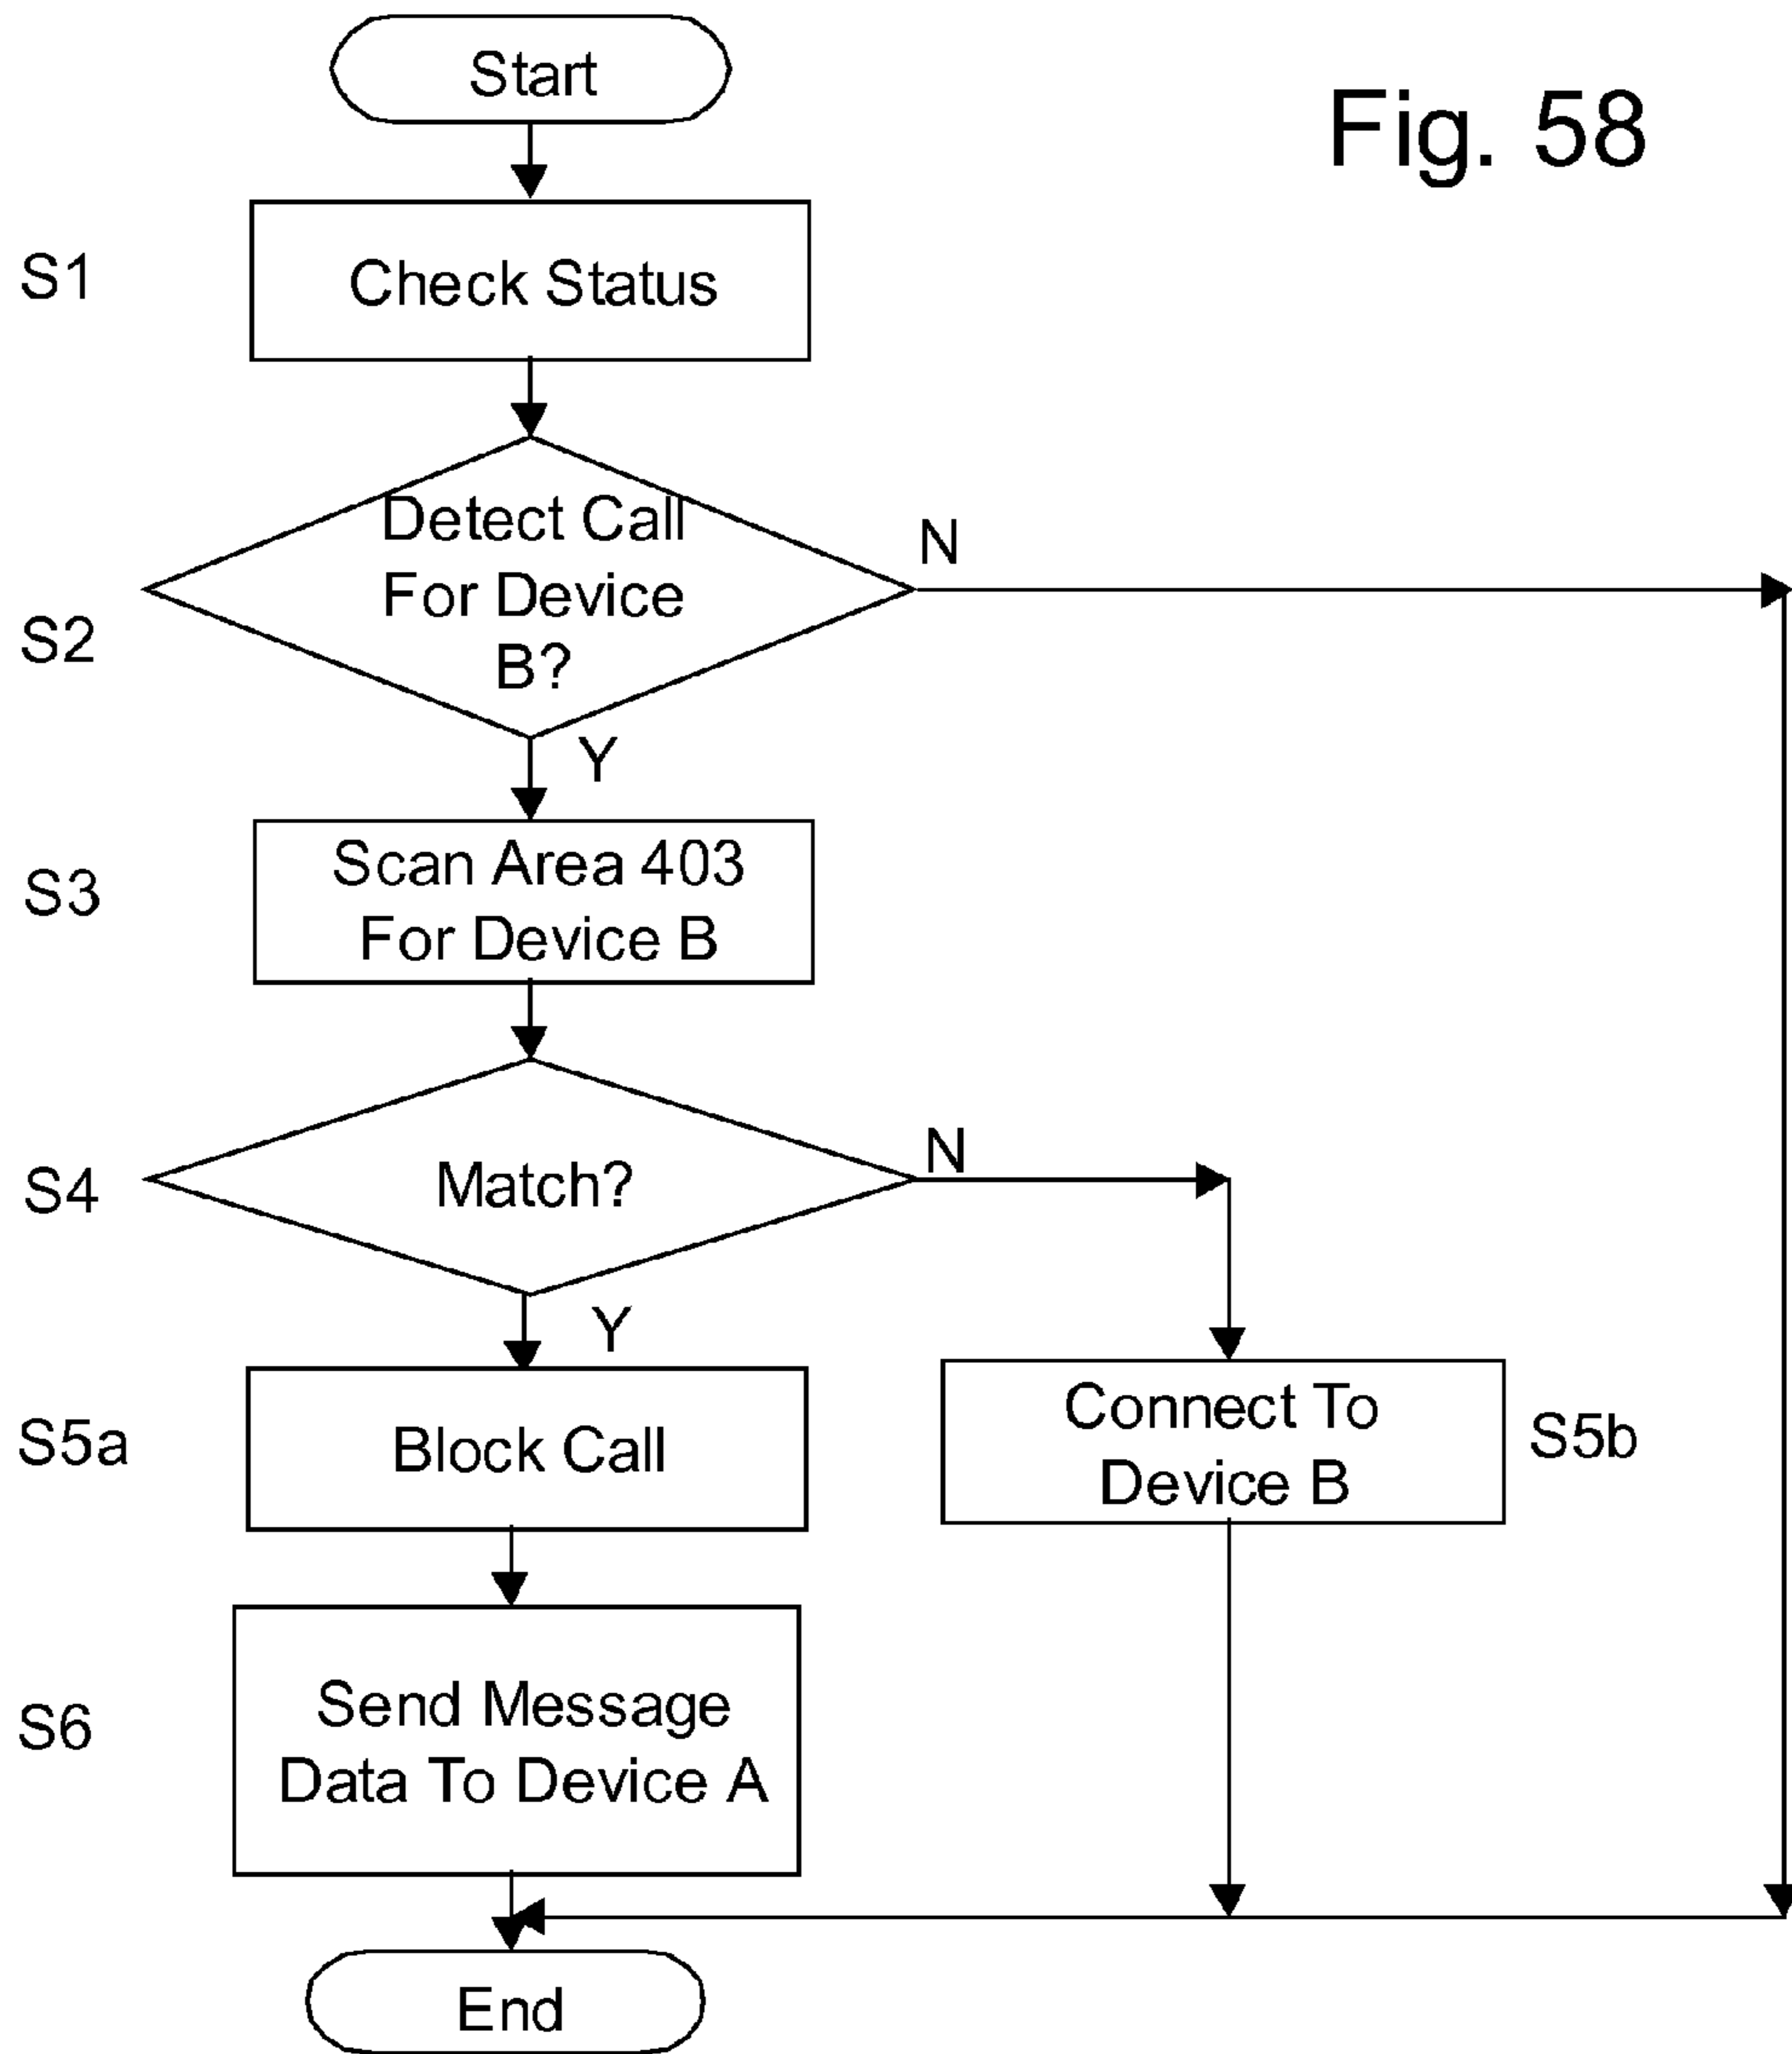 Start
Fig. 58
S1
Check Status
Detect Call
For Device
B?
N
S2
Y
S3
Scan Area 403
For Device B
S4
Match?
N
Y
S5a
Block Call
Connect To
Device B
S5b
S6
Send Message
Data To Device A
End